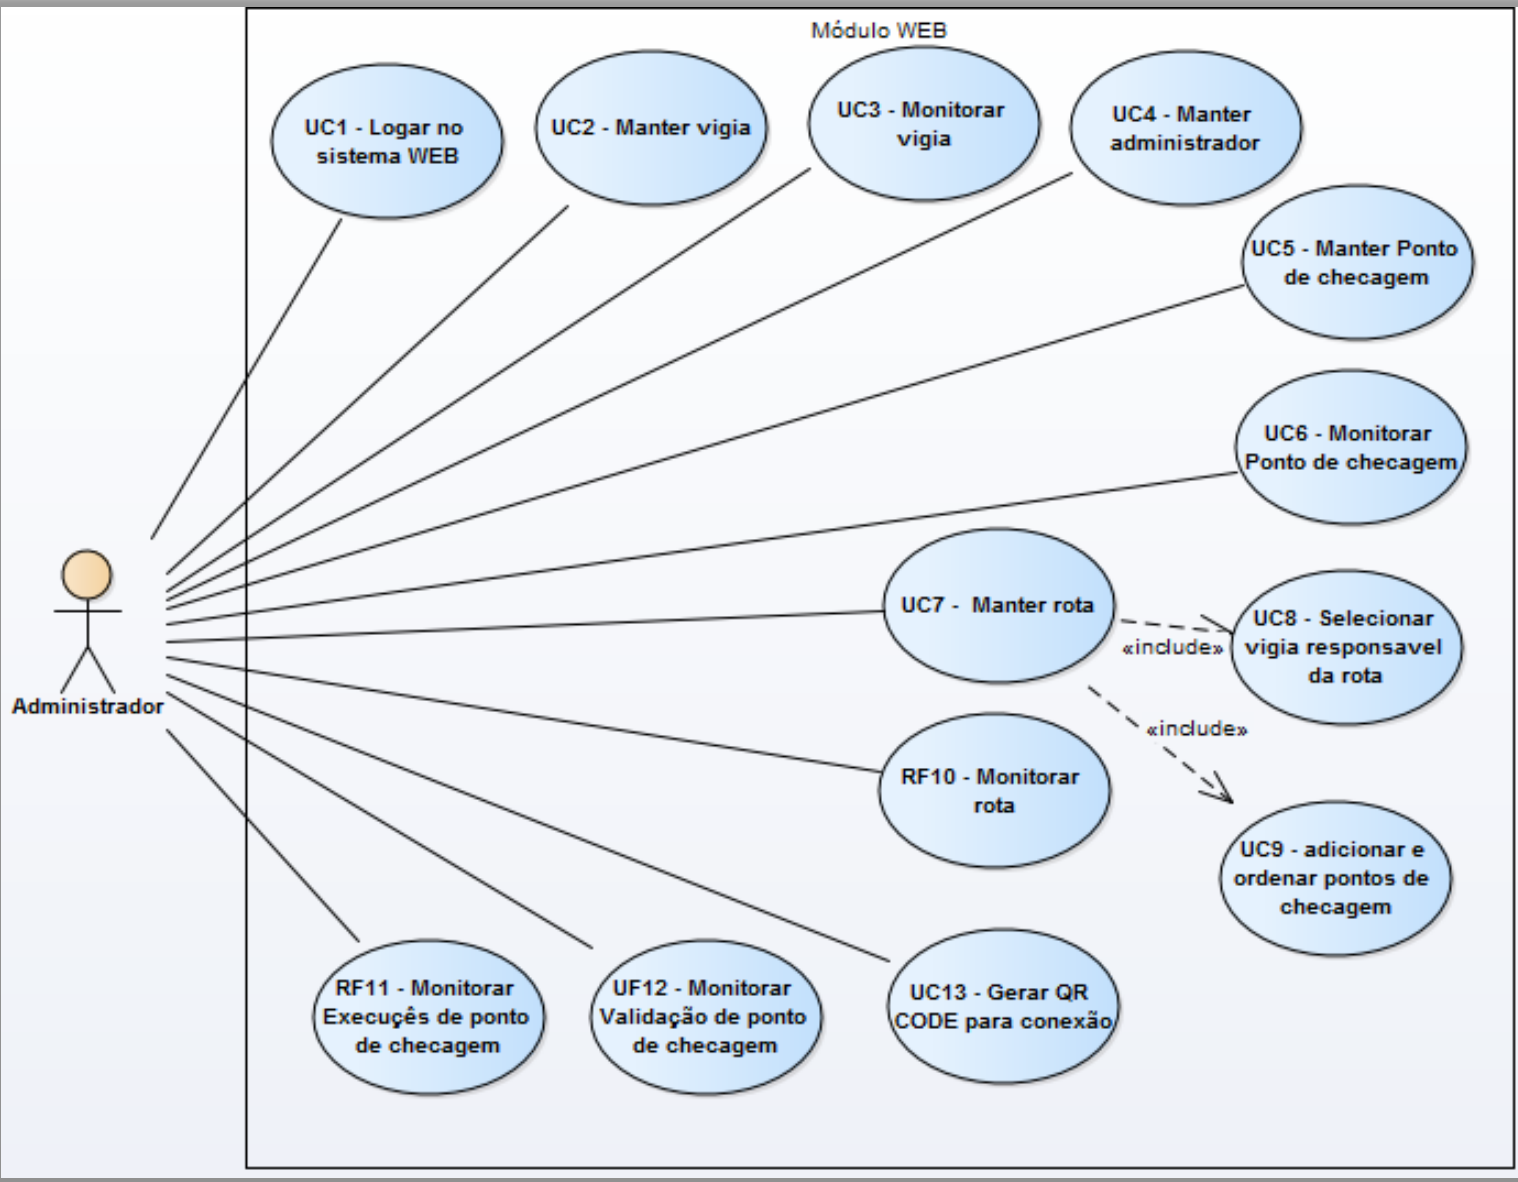 Módulo WEB
UC1 - Logar no
sistema WEB
UC2 - Manter vigia
UC3 - Monitorar
vigia
UC4 - Manter
administrador
UC5 - Manter Ponto
de checagem
UC6 - Monitorar
Ponto de checagem
UC7 -  Manter rota
«include»
UC8 - Selecionar
vigia responsavel
da rota
Administrador
«include»
RF10 - Monitorar
rota
UC9 - adicionar e
ordenar pontos de
checagem
RF11 - Monitorar
Execuçês de ponto
de checagem
UF12 - Monitorar
Validação de ponto
de checagem
UC13 - Gerar QR
CODE para conexão